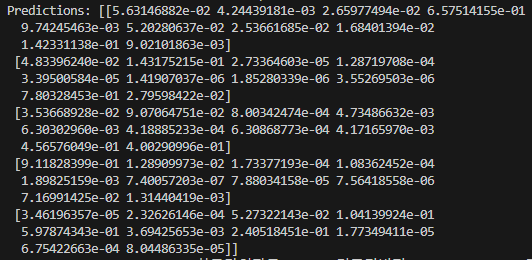 Predictions: [[5.63146882e-02 4.24439181e-03 2.65977494e-02 6.57514155e-01
9.74245463e-03 5.20280637e-02 2.53661685e-02 1.68401394e-02
1.42331138e-01 9.02101863e-03]
[4.83396240e-02 1.43175215e-01 2.73364603e-05 1.28719708e-04
3.39500584e-05 1.41907037e-06 1.85280339e-06 3.55269503e-06
7.80328453e-01 2.79598422e-02]
[3.53668928e-02 9.07064751e-02 8.00342474e-04 4.73486632e-03
6.30302960e-03 4.18885233e-04 6.30868773e-04 4.17165970e-03
4.56576049e-01 4.00290996e-01]
[9.11828399e-01 1.28909973e-02 1.73377193e-04 1.08362452e-04
1.89825159e-03 7.40057203e-07 7.88034158e-05 7.56418558e-06
7.16991425e-02 1.31440419e-03]
[3.46196357e-05 2.32626146e-04 5.27322143e-02 1.04139924e-01
5.97874343e-01 3.69425653e-03 2.40518451e-01 1.77349411e-05
6.75422663e-04 8.04486335e-05]]